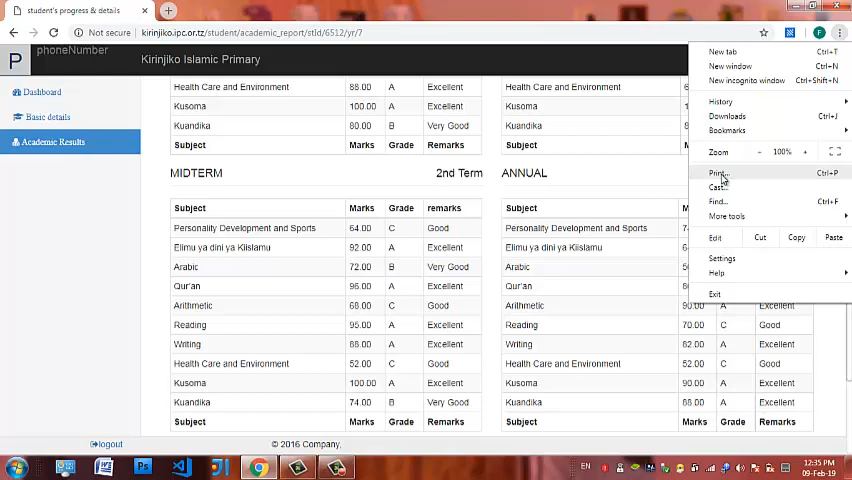 student's progress & details
kirinjiko.ipc.or.tz/student/academic_report/stId/6512/yr/7
F
P
phoneNumber
Kirinjiko Islamic Primary
Dashboard
Basic details
Academic Results
logout
Health Care and Environment 88.00 A Excellent
Kusoma 100.00 A Excellent
Kuandika 80.00 B Very Good
Subject Marks Grade Remarks
MIDTERM 2nd Term
Subject Marks Grade remarks
Personality Development and Sports 64.00 C Good
Elimu ya dini ya Kiislamu 92.00 A Excellent
Arabic 72.00 B Very Good
Qur'an 96.00 A Excellent
Arithmetic 68.00 C Good
Reading 95.00 A Excellent
Writing 88.00 A Excellent
Health Care and Environment 52.00 C Good
Kusoma 100.00 A Excellent
Kuandika 74.00 B Very Good
Subject Marks Grade Remarks
Health Care and Environment
Kusoma
Kuandika
Subject
ANNUAL
Subject
Personality Development and Sports
Elimu ya dini ya Kiislamu
Arabic
Qur'an
Arithmetic 90.00 A Excellent
Reading 70.00 C Good
Writing 82.00 A Excellent
Health Care and Environment 52.00 C Good
Kusoma 90.00 A Excellent
Kuandika 88.00 A Excellent
Subject Marks Grade Remarks
© 2016 Company,
New tab Ctrl+T
New window Ctrl+N
New incognito window Ctrl+Shift+N
History
Downloads Ctrl+J
Bookmarks
Zoom - 100% +
Print... Ctrl+P
Cast...
Find... Ctrl+F
More tools
Edit Cut Copy Paste
Settings
Help
Exit
EN
12:35 PM
09-Feb-19